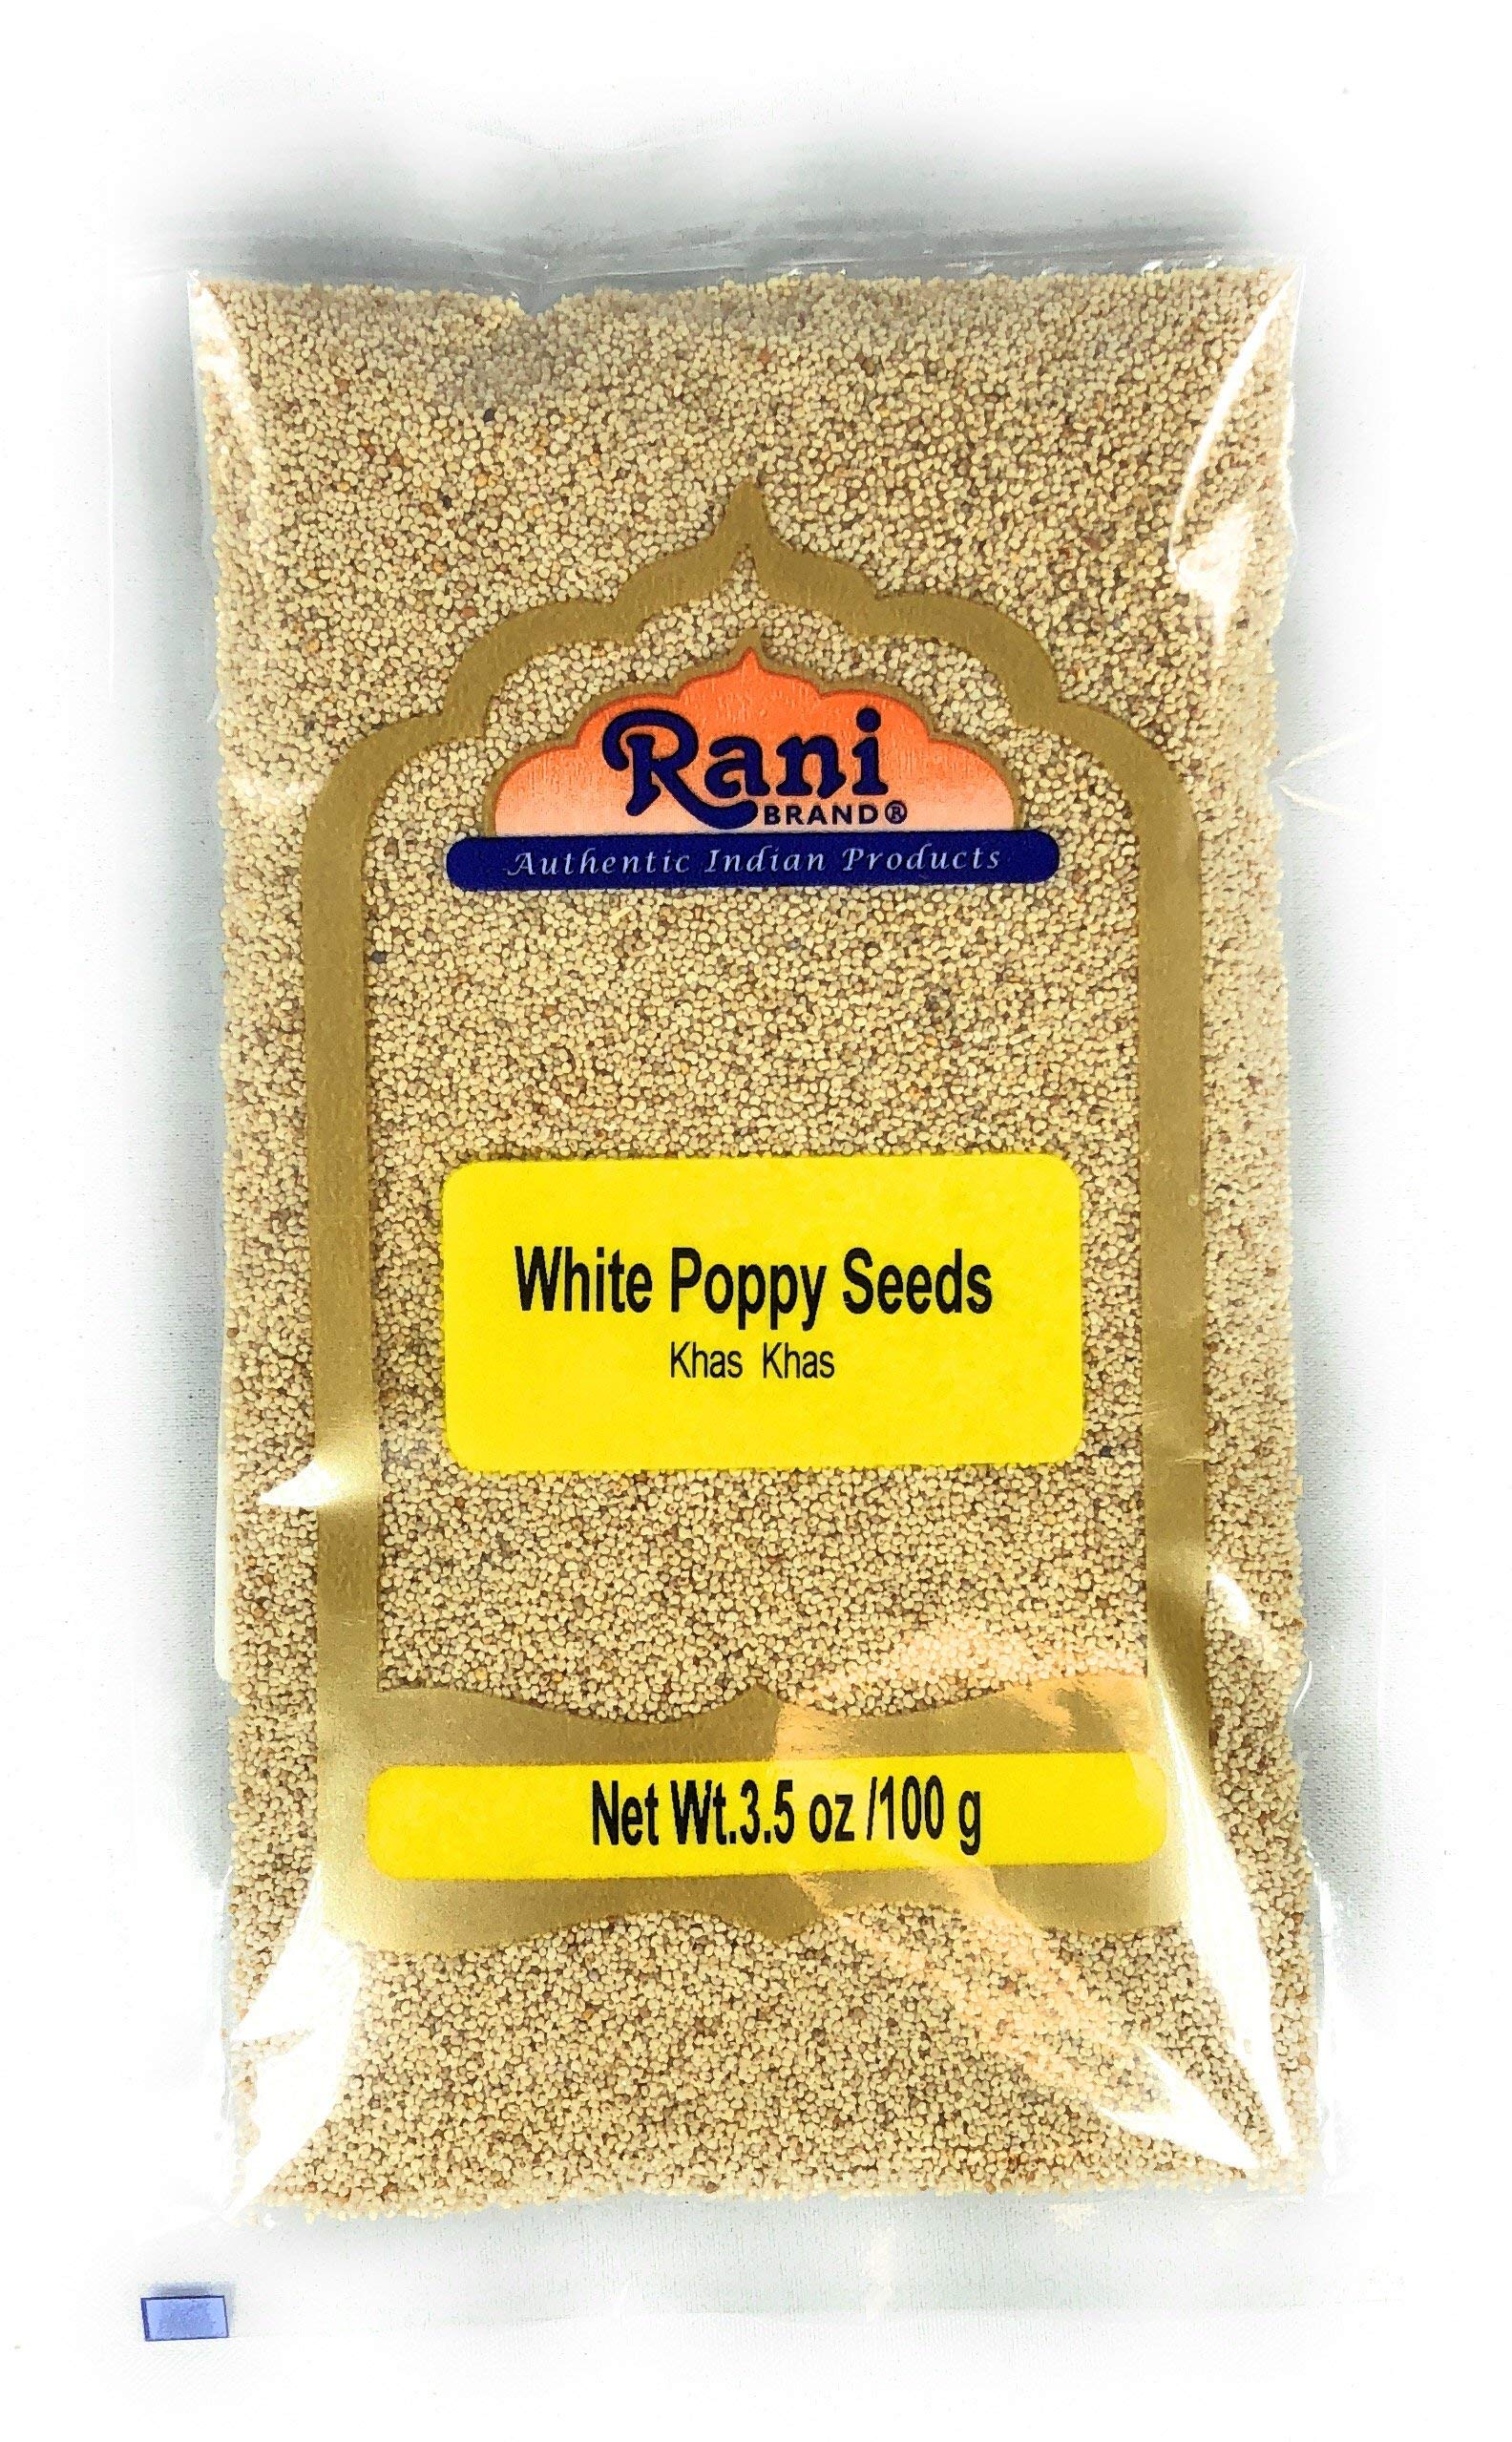 Rani
BRAND®
Authentic Indian Products
White Poppy Seeds
Khas Khas
Net Wt.3.5 oz /100 g